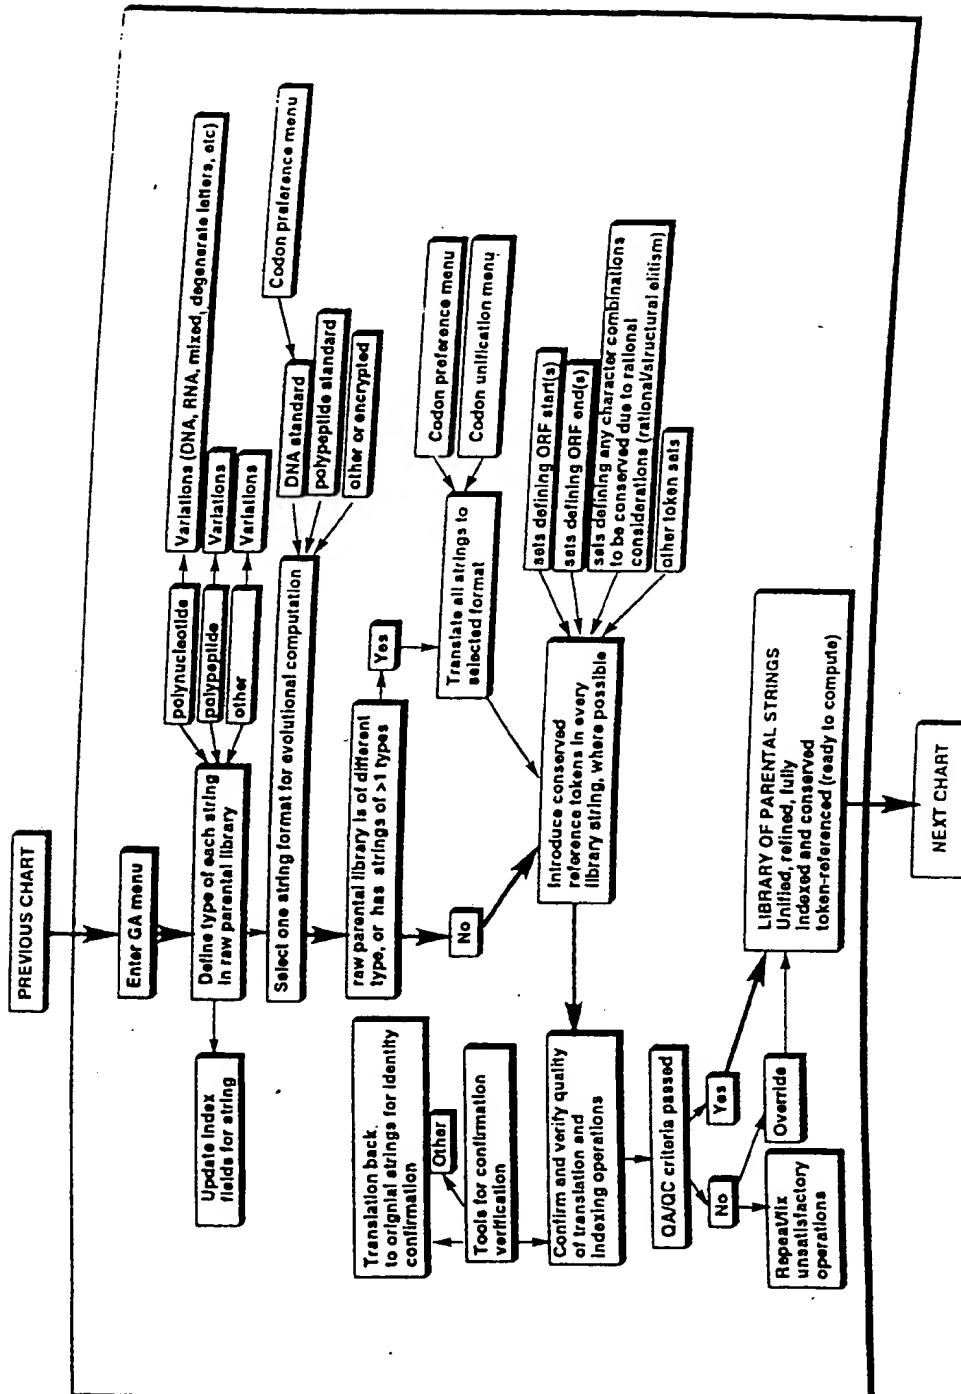 PREVIOUS CHART
Enter GA menu
Define type of each string
in raw parental library
Update index
fields for string
polynucleotide
polypeptide
other
Variations (DNA, RNA, mixed, degenerate letters, etc)
Variations
Variations
Select one string format for evolutional computation
DNA standard
polypeptide standard
other or encrypted
Codon preference menu
raw parental library is of different
type, or has strings of >1 types
Yes
No
Translate all strings to
selected format
Codon preference menu
Codon unification menu
Introduce conserved
reference tokens in every
library string, where possible
sets defining ORF start(s)
sets defining ORF end(s)
sets defining any character combinations
to be conserved due to rational
considerations (rational/structural elitism)
other token sets
Translation back
to orignial strings for identity
confirmation
Other
Tools for confirmation
verification
Confirm and verify quality
of translation and
indexing operations
QA/QC criteria passed
Yes
No
Override
Repeat/fix
unsatisfactory
operations
LIBRARY OF PARENTAL STRINGS
Unified, refined, fully
indexed and conserved
token-referenced (ready to compute)
NEXT CHART